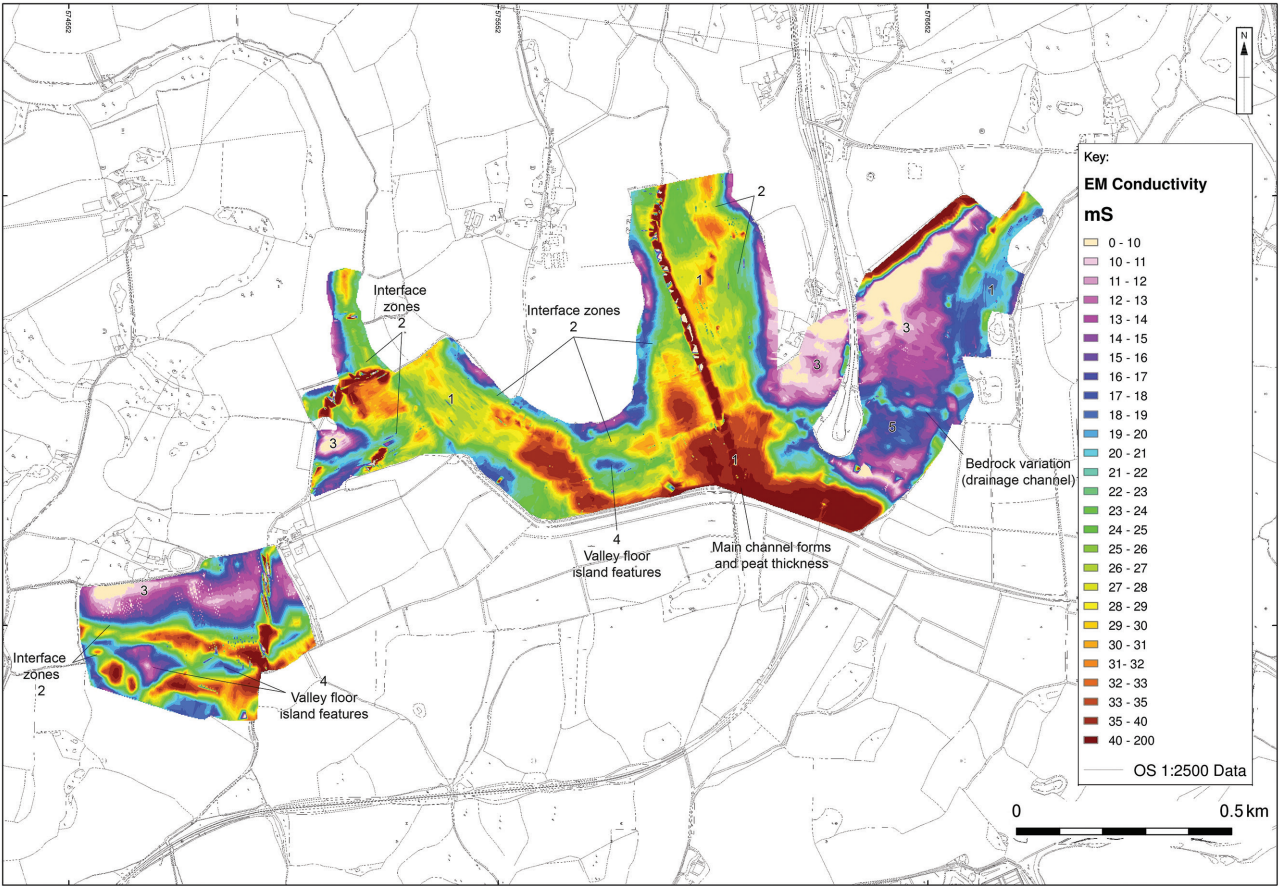 574662
575662
576662
N
Key:
EM Conductivity
mS
0 - 10
10 - 11
11 - 12
12 - 13
13 - 14
14 - 15
15 - 16
16 - 17
17 - 18
18 - 19
19 - 20
20 - 21
21 - 22
22 - 23
23 - 24
24 - 25
25 - 26
26 - 27
27 - 28
28 - 29
29 - 30
30 - 31
31- 32
32 - 33
33 - 35
35 - 40
40 - 200
OS 1:2500 Data
0
0.5 km
2
1
Interface
zones
2
Interface zones
2
1
3
3
1
3
5
1
Bedrock variation
(drainage channel)
4
Valley floor
island features
Main channel forms
and peat thickness
3
Interface
zones
2
4
Valley floor
island features